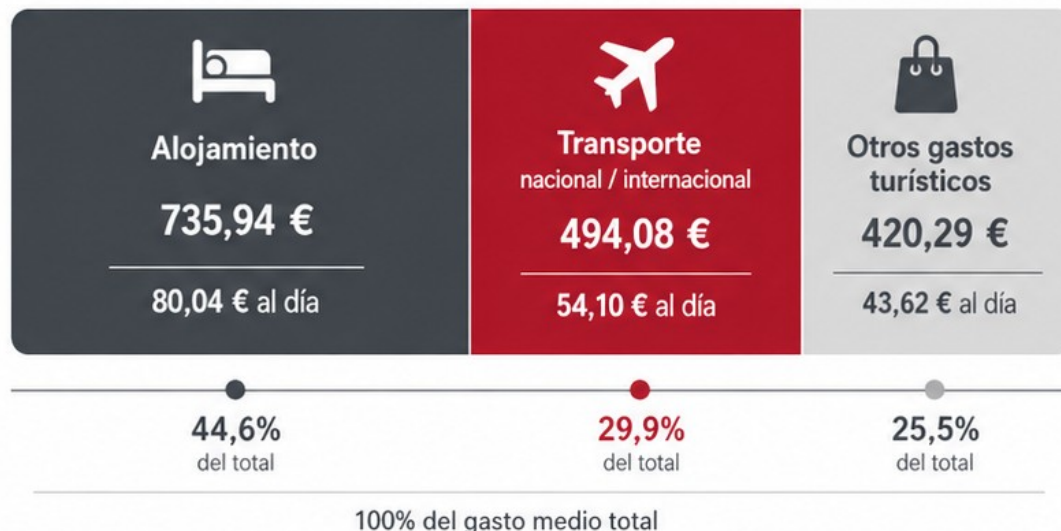 Alojamiento
735,94 €
80,04 € al día
Transporte
nacional / internacional
494,08 €
54,10 € al día
Otros gastos
turísticos
420,29 €
43,62 € al día
44,6%
del total
29,9%
del total
25,5%
del total
100% del gasto medio total